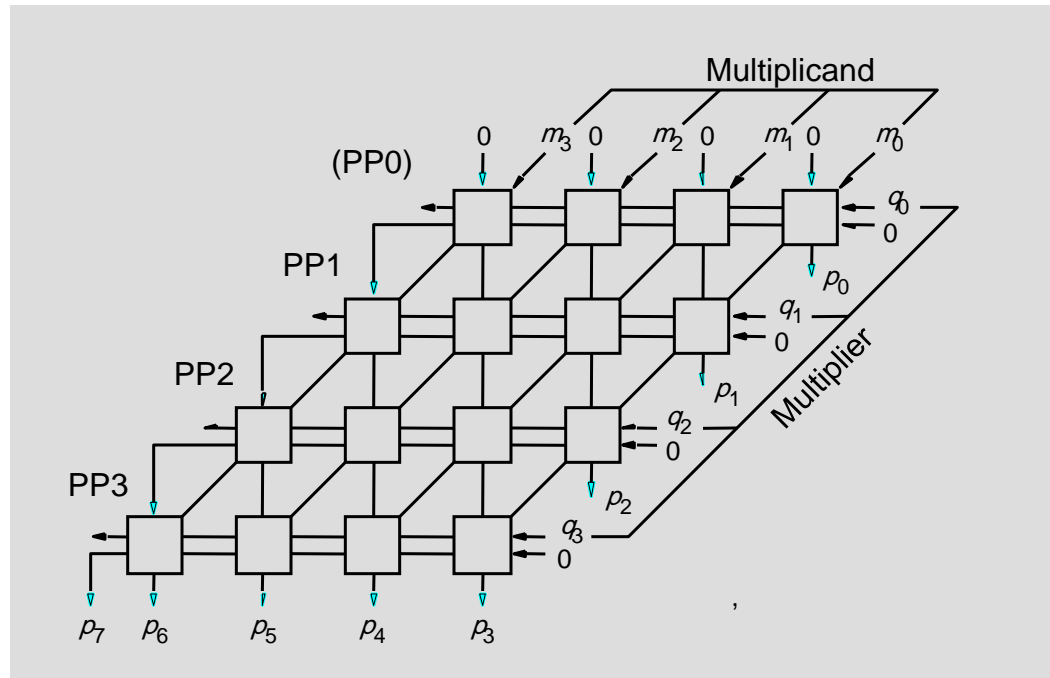 Multiplicand
0 m3 0 m2 0 m1 0 m0
(PP0)
q0
0
PP1
p0
q1
0
PP2
p1
Multiplier
q2
0
PP3
p2
q3
0
,
p7 p6 p5 p4 p3